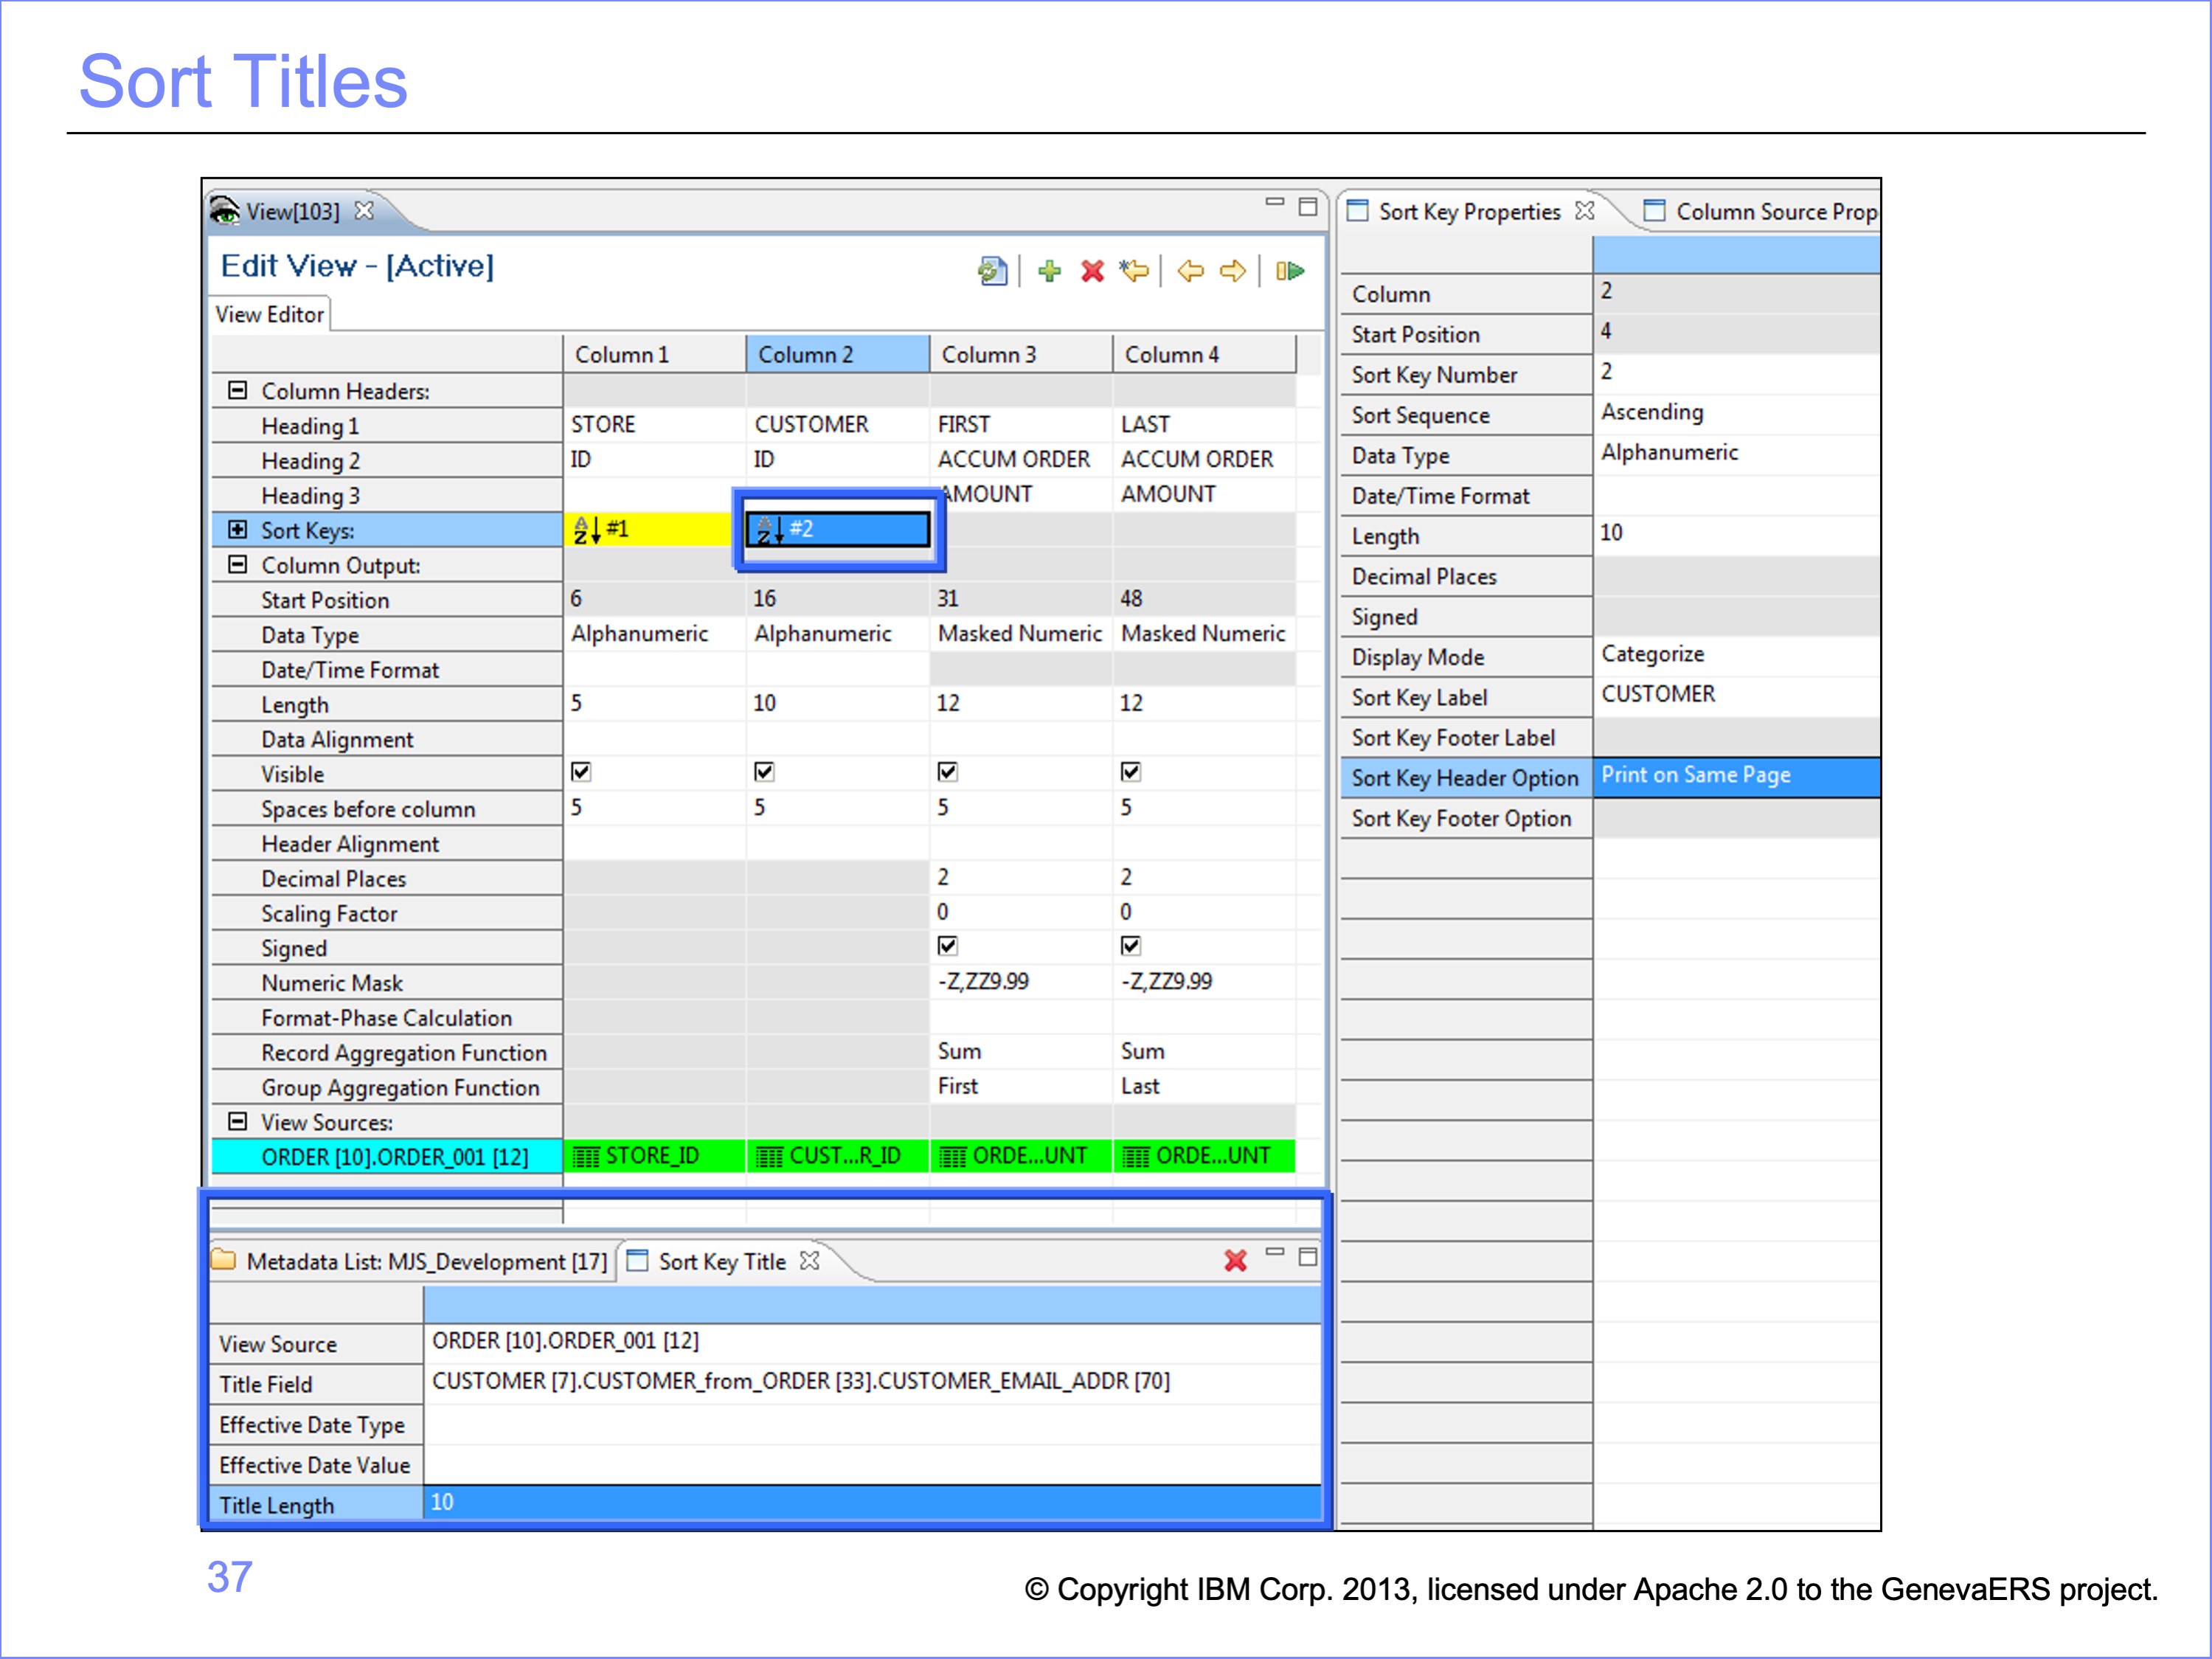 Sort Titles
View[103]
Edit View - [Active]
View Editor
Column 1 Column 2 Column 3 Column 4
Column Headers:
Heading 1 STORE CUSTOMER FIRST LAST
Heading 2 ID ID ACCUM ORDER ACCUM ORDER
Heading 3 AMOUNT AMOUNT
Sort Keys: #1 #2
Column Output:
Start Position 6 16 31 48
Data Type Alphanumeric Alphanumeric Masked Numeric Masked Numeric
Date/Time Format
Length 5 10 12 12
Data Alignment
Visible
Spaces before column 5 5 5 5
Header Alignment
Decimal Places 2 2
Scaling Factor 0 0
Signed
Numeric Mask -Z,ZZ9.99 -Z,ZZ9.99
Format-Phase Calculation
Record Aggregation Function Sum Sum
Group Aggregation Function First Last
View Sources:
ORDER [10].ORDER_001 [12] STORE_ID CUST...R_ID ORDE...UNT ORDE...UNT
Metadata List: MJS_Development [17] Sort Key Title
View Source ORDER [10].ORDER_001 [12]
Title Field CUSTOMER [7].CUSTOMER_from_ORDER [33].CUSTOMER_EMAIL_ADDR [70]
Effective Date Type
Effective Date Value
Title Length 10
Sort Key Properties Column Source Prop
Column 2
Start Position 4
Sort Key Number 2
Sort Sequence Ascending
Data Type Alphanumeric
Date/Time Format
Length 10
Decimal Places
Signed
Display Mode Categorize
Sort Key Label CUSTOMER
Sort Key Footer Label
Sort Key Header Option Print on Same Page
Sort Key Footer Option
37
© Copyright IBM Corp. 2013, licensed under Apache 2.0 to the GenevaERS project.